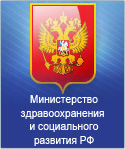 Министерство
здравоохранения
и социального
развития РФ